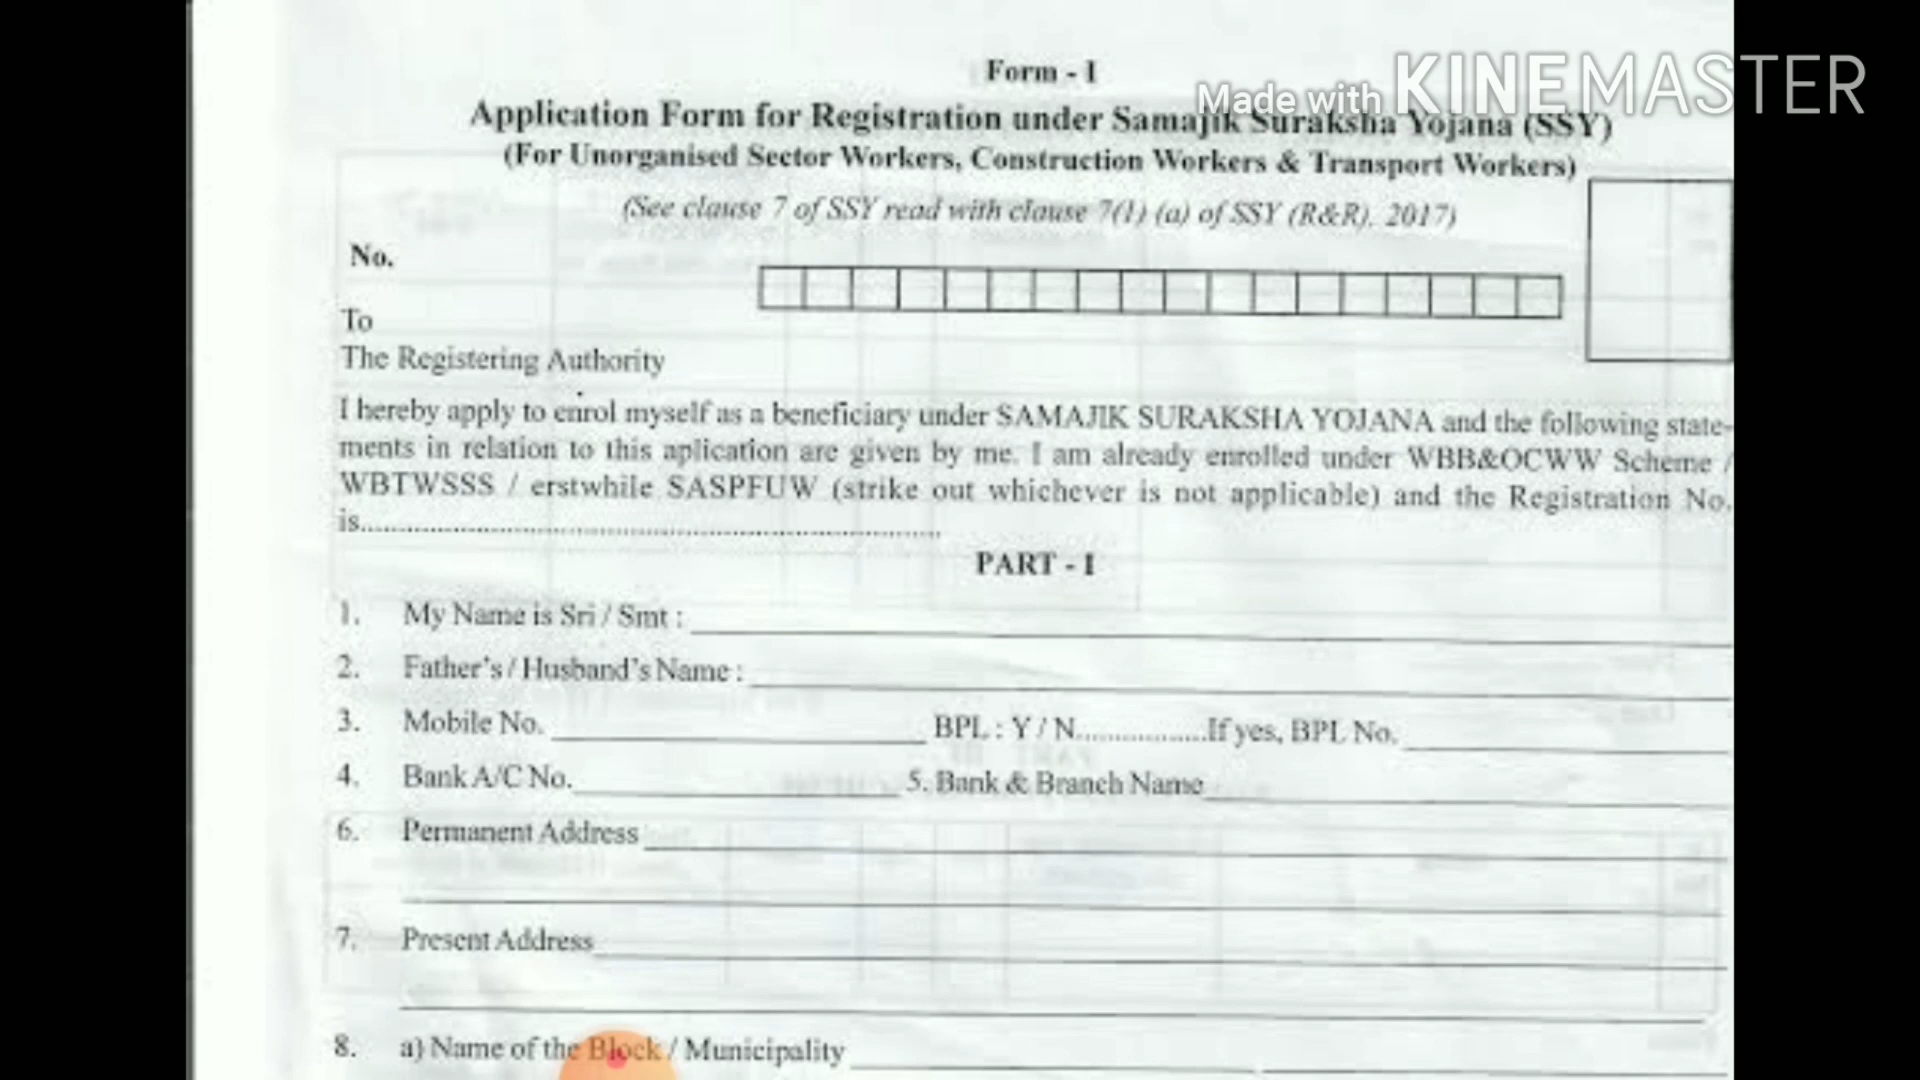 Form - I
Made with KINEMASTER
Application Form for Registration under Samajik Suraksha Yojana (SSY)
(For Unorganised Sector Workers, Construction Workers & Transport Workers)
(See clause 7 of SSY read with clause 7(1) (a) of SSY (R&R). 2017)
No.
To
The Registering Authority
I hereby apply to enrol myself as a beneficiary under SAMAJIK SURAKSHA YOJANA and the following state-
ments in relation to this aplication are given by me. I am already enrolled under WBB&OCWW Scheme /
WBTWSSS / erstwhile SASPFUW (strike out whichever is not applicable) and the Registration No.
is..........................................................................
PART - I
1. My Name is Sri / Smt :
2. Father's / Husband's Name :
3. Mobile No. BPL : Y / N..................If yes, BPL No.
4. Bank A/C No. 5. Bank & Branch Name
6. Permanent Address
7. Present Address
8. a) Name of the Block / Municipality